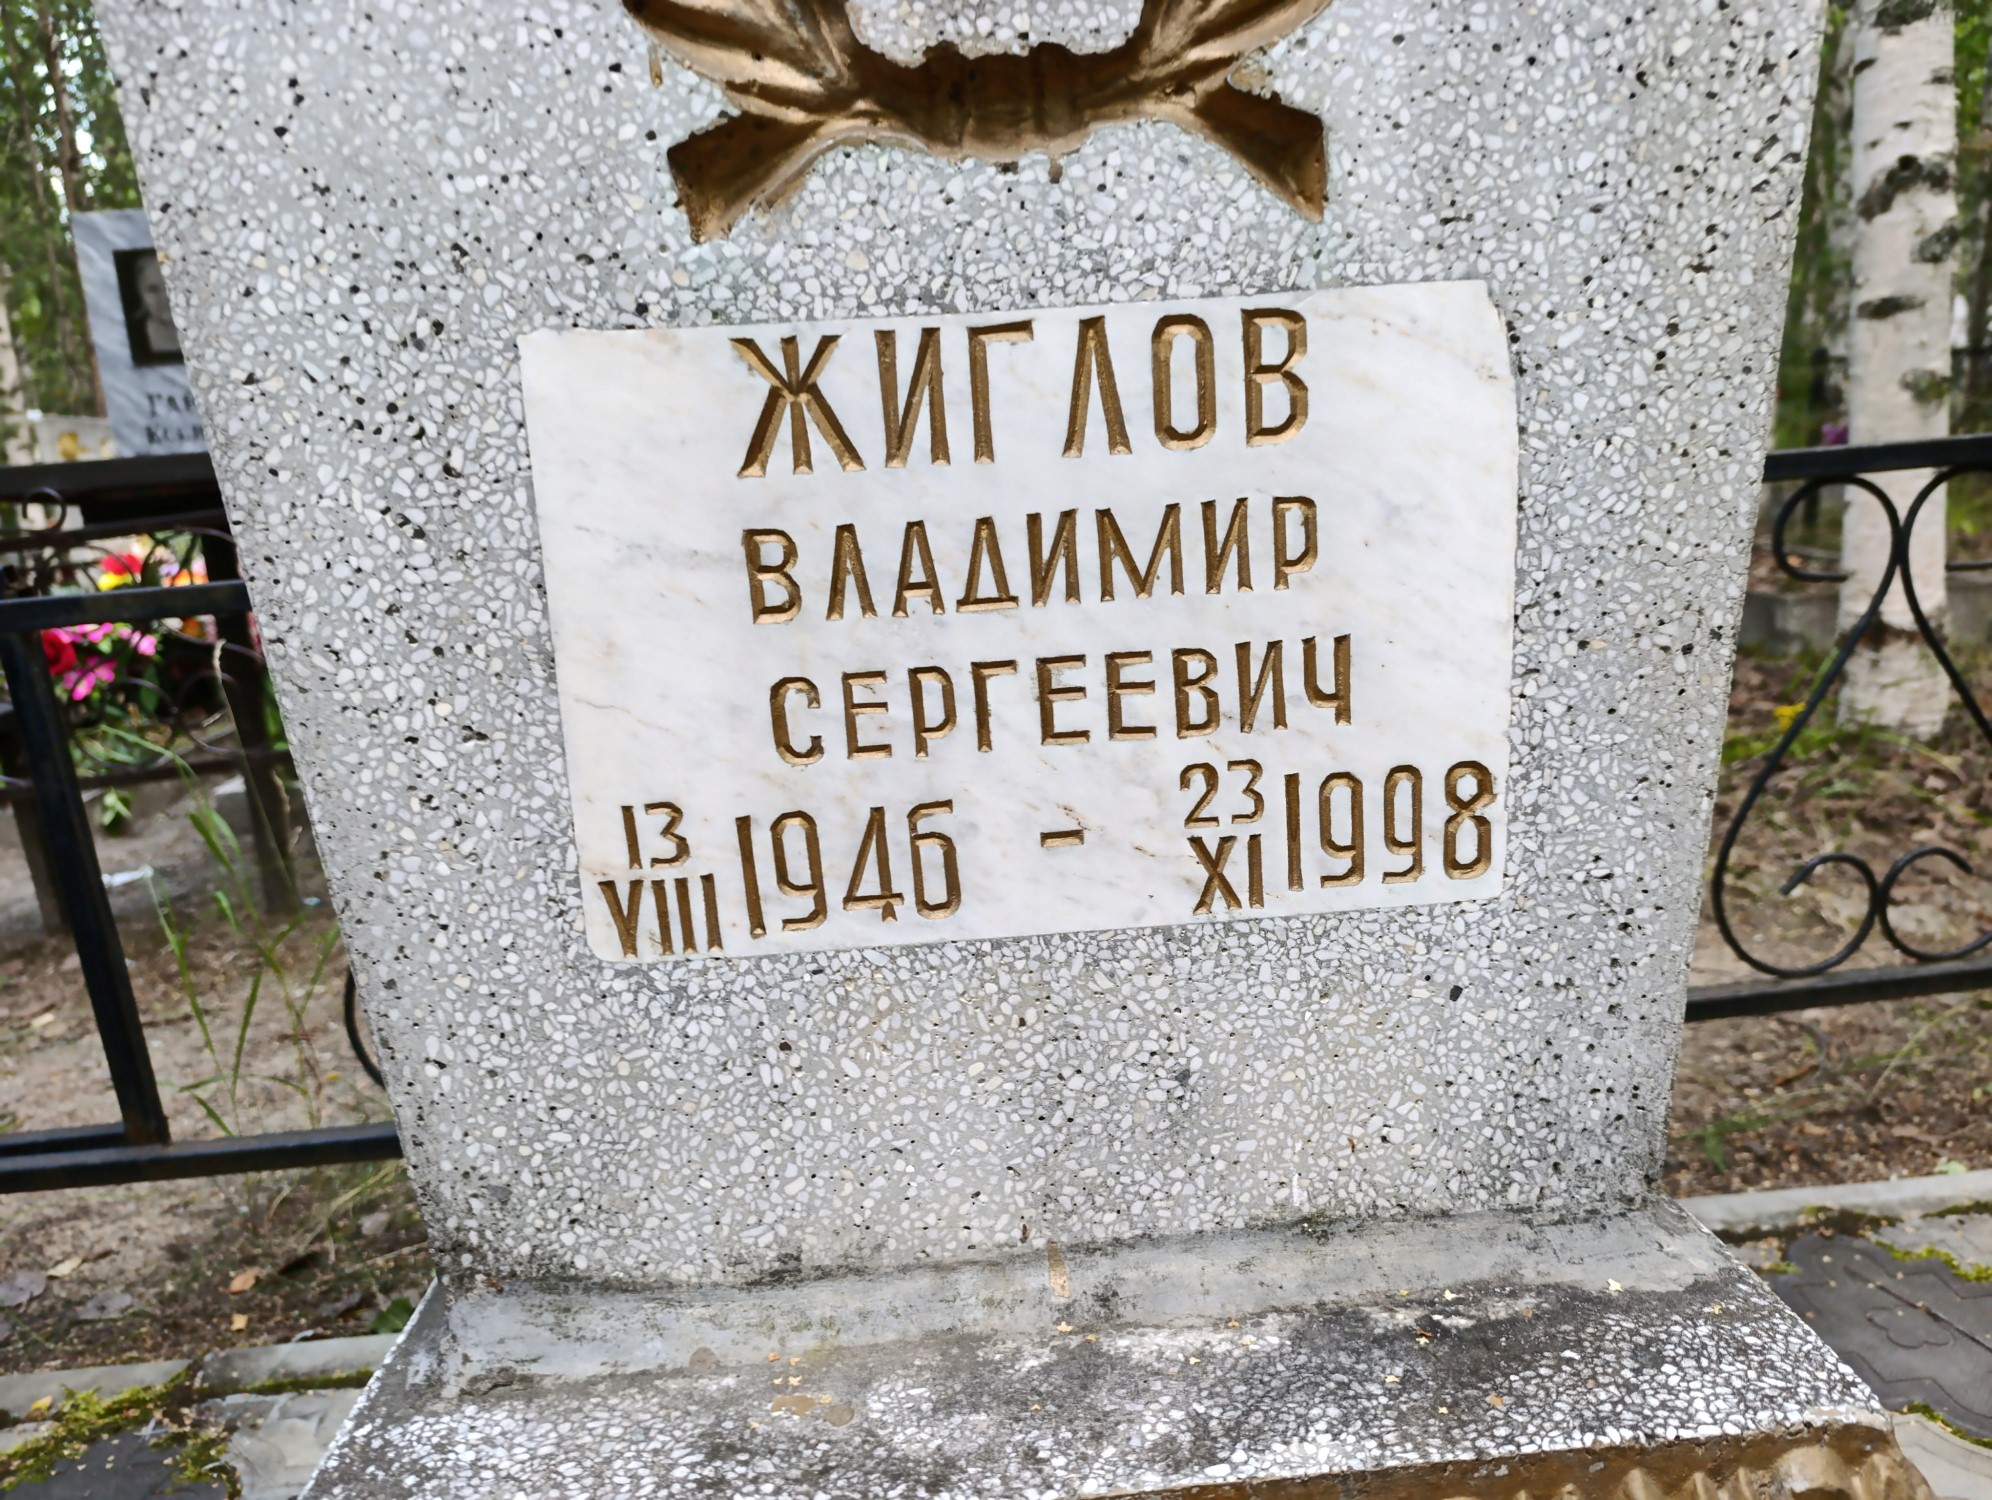 ЖИГЛОВ
ВЛАДИМИР
СЕРГЕЕВИЧ
13 VIII 1946 - 23 XI 1998